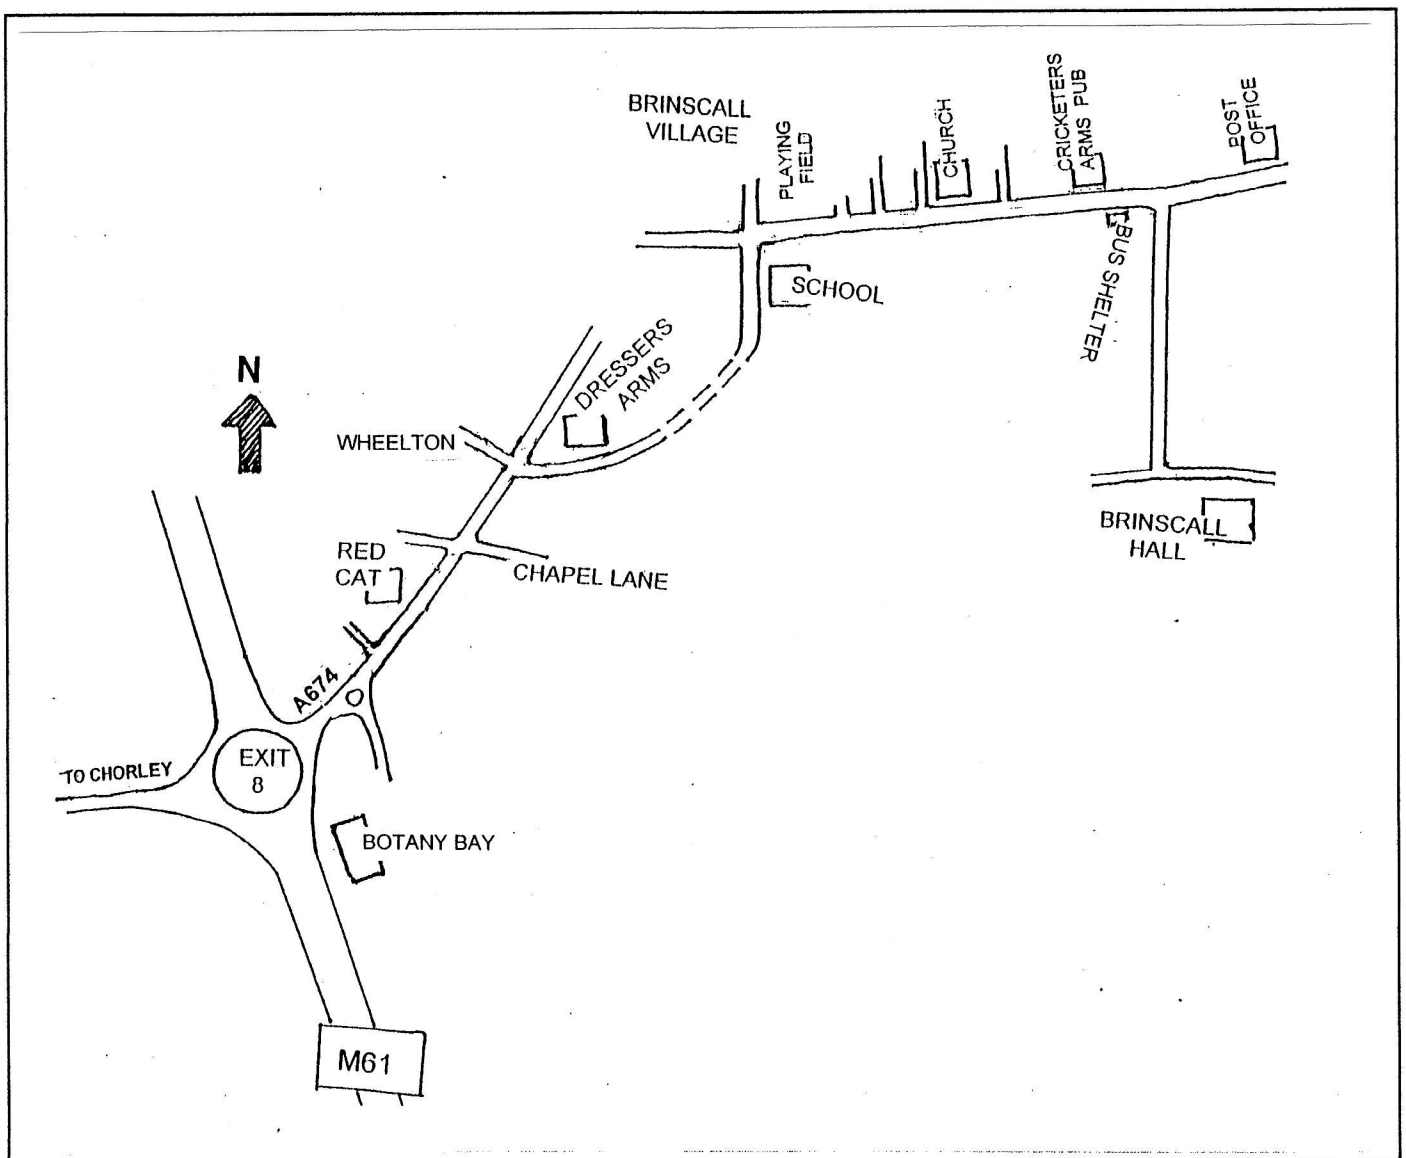 BRINSCALL
VILLAGE
PLAYING
FIELD
CHURCH
CRICKETERS
ARMS PUB
POST
OFFICE
SCHOOL
BUS SHELTER
DRESSERS
ARMS
N
WHEELTON
RED
CAT
CHAPEL LANE
BRINSCALL
HALL
A674
TO CHORLEY
EXIT
8
BOTANY BAY
M61